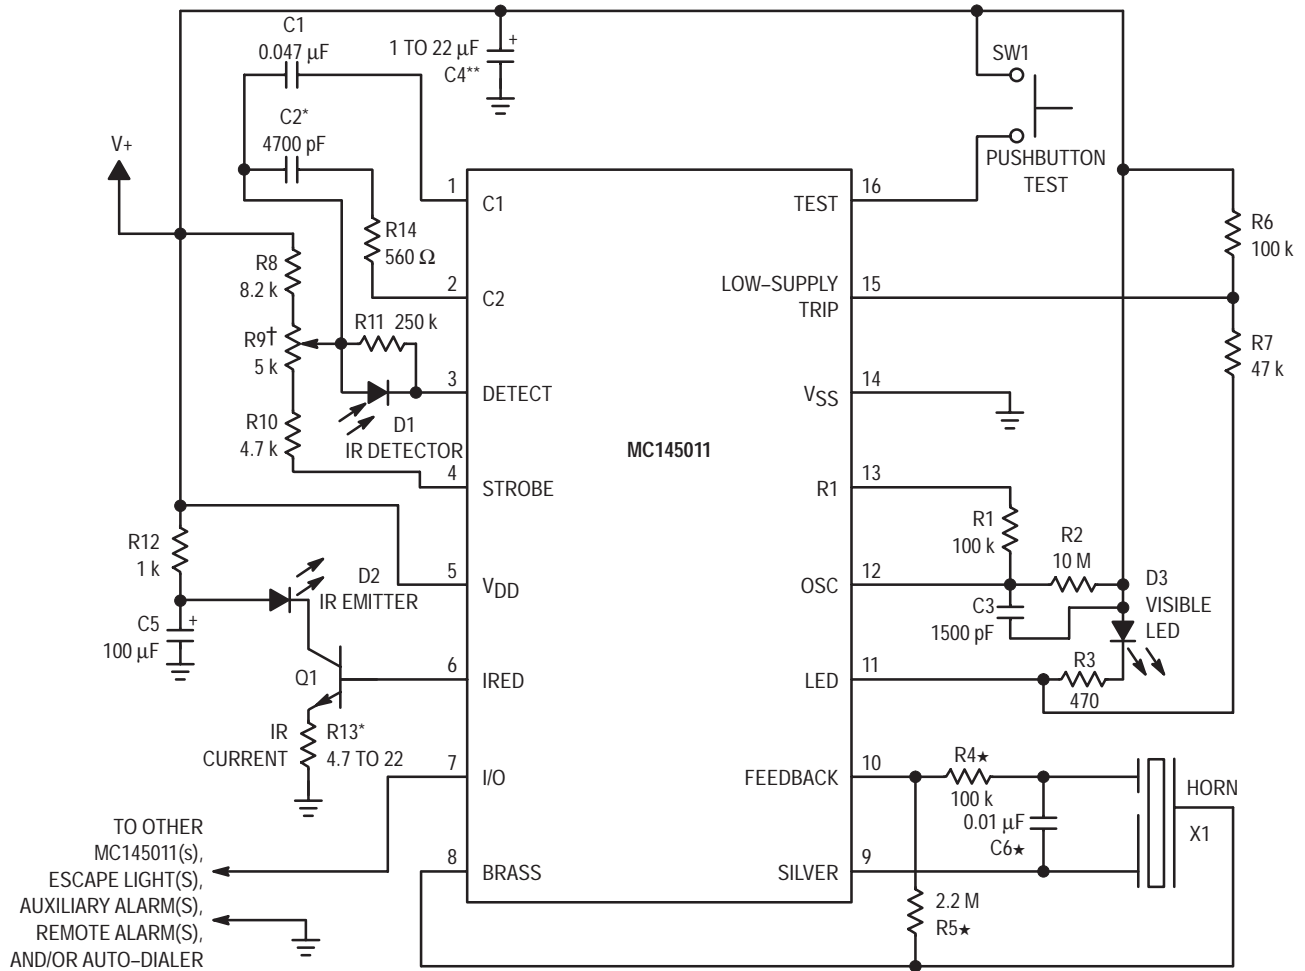 C1
0.047 µF
1 TO 22 µF
+
C4**
SW1
C2*
4700 pF
V+
PUSHBUTTON
TEST
1
C1
16
TEST
R14
560 Ω
R6
100 k
R8
8.2 k
2
C2
15
LOW–SUPPLY
TRIP
R11 250 k
R9†
5 k
R7
47 k
3
DETECT
14
VSS
D1
IR DETECTOR
R10
4.7 k
MC145011
4
STROBE
13
R1
R1
100 k
R2
10 M
R12
1 k
5
VDD
12
OSC
D2
IR EMITTER
D3
VISIBLE
LED
C3
1500 pF
C5
+
100 µF
Q1
6
IRED
11
LED
R3
470
IR
CURRENT
R13*
4.7 TO 22
7
I/O
10
FEEDBACK
R4★
100 k
HORN
X1
0.01 µF
C6★
TO OTHER
MC145011(s),
ESCAPE LIGHT(S),
AUXILIARY ALARM(S),
REMOTE ALARM(S),
AND/OR AUTO–DIALER
8
BRASS
9
SILVER
2.2 M
R5★